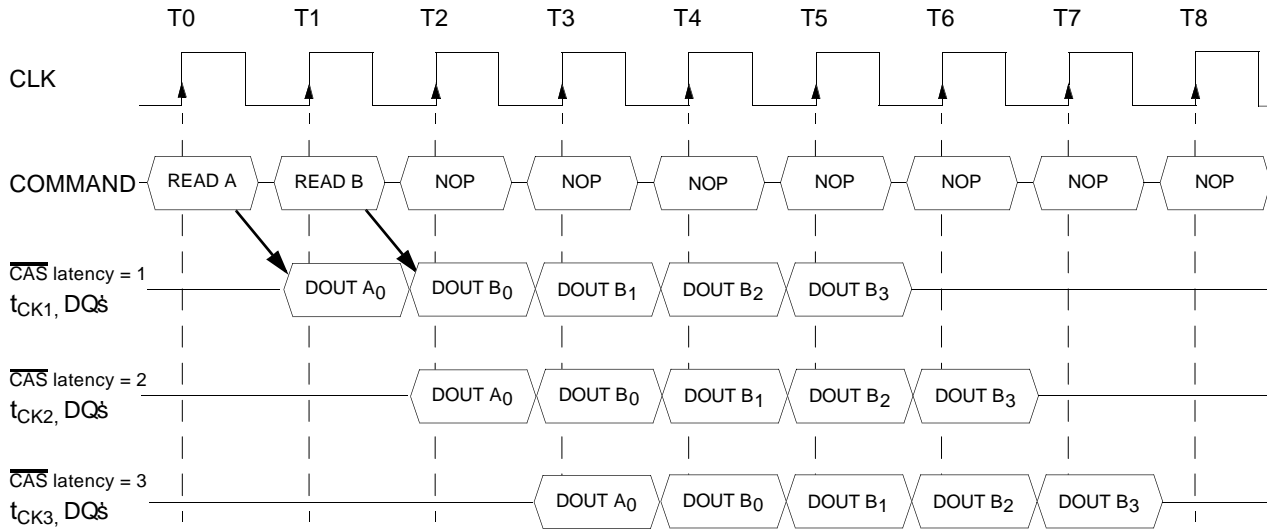 T0 T1 T2 T3 T4 T5 T6 T7 T8
CLK
COMMAND READ A READ B NOP NOP NOP NOP NOP NOP NOP
CAS latency = 1
tCK1, DQ's DOUT A0 DOUT B0 DOUT B1 DOUT B2 DOUT B3
CAS latency = 2
tCK2, DQ's DOUT A0 DOUT B0 DOUT B1 DOUT B2 DOUT B3
CAS latency = 3
tCK3, DQ's DOUT A0 DOUT B0 DOUT B1 DOUT B2 DOUT B3